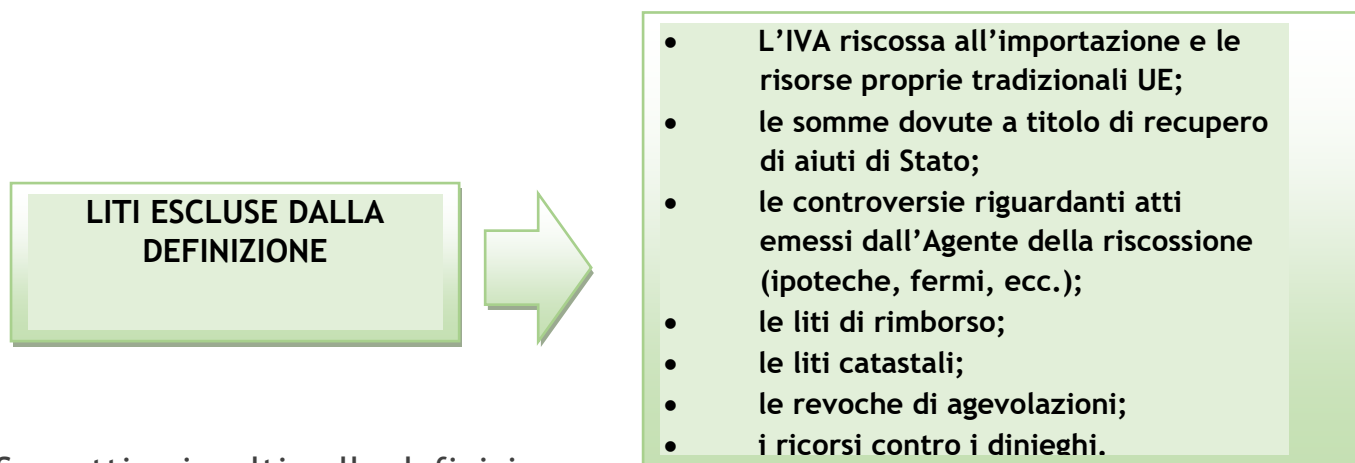 LITI ESCLUSE DALLA
DEFINIZIONE
• L’IVA riscossa all’importazione e le
risorse proprie tradizionali UE;
• le somme dovute a titolo di recupero
di aiuti di Stato;
• le controversie riguardanti atti
emessi dall’Agente della riscossione
(ipoteche, fermi, ecc.);
• le liti di rimborso;
• le liti catastali;
• le revoche di agevolazioni;
• i ricorsi contro i dinieghi.